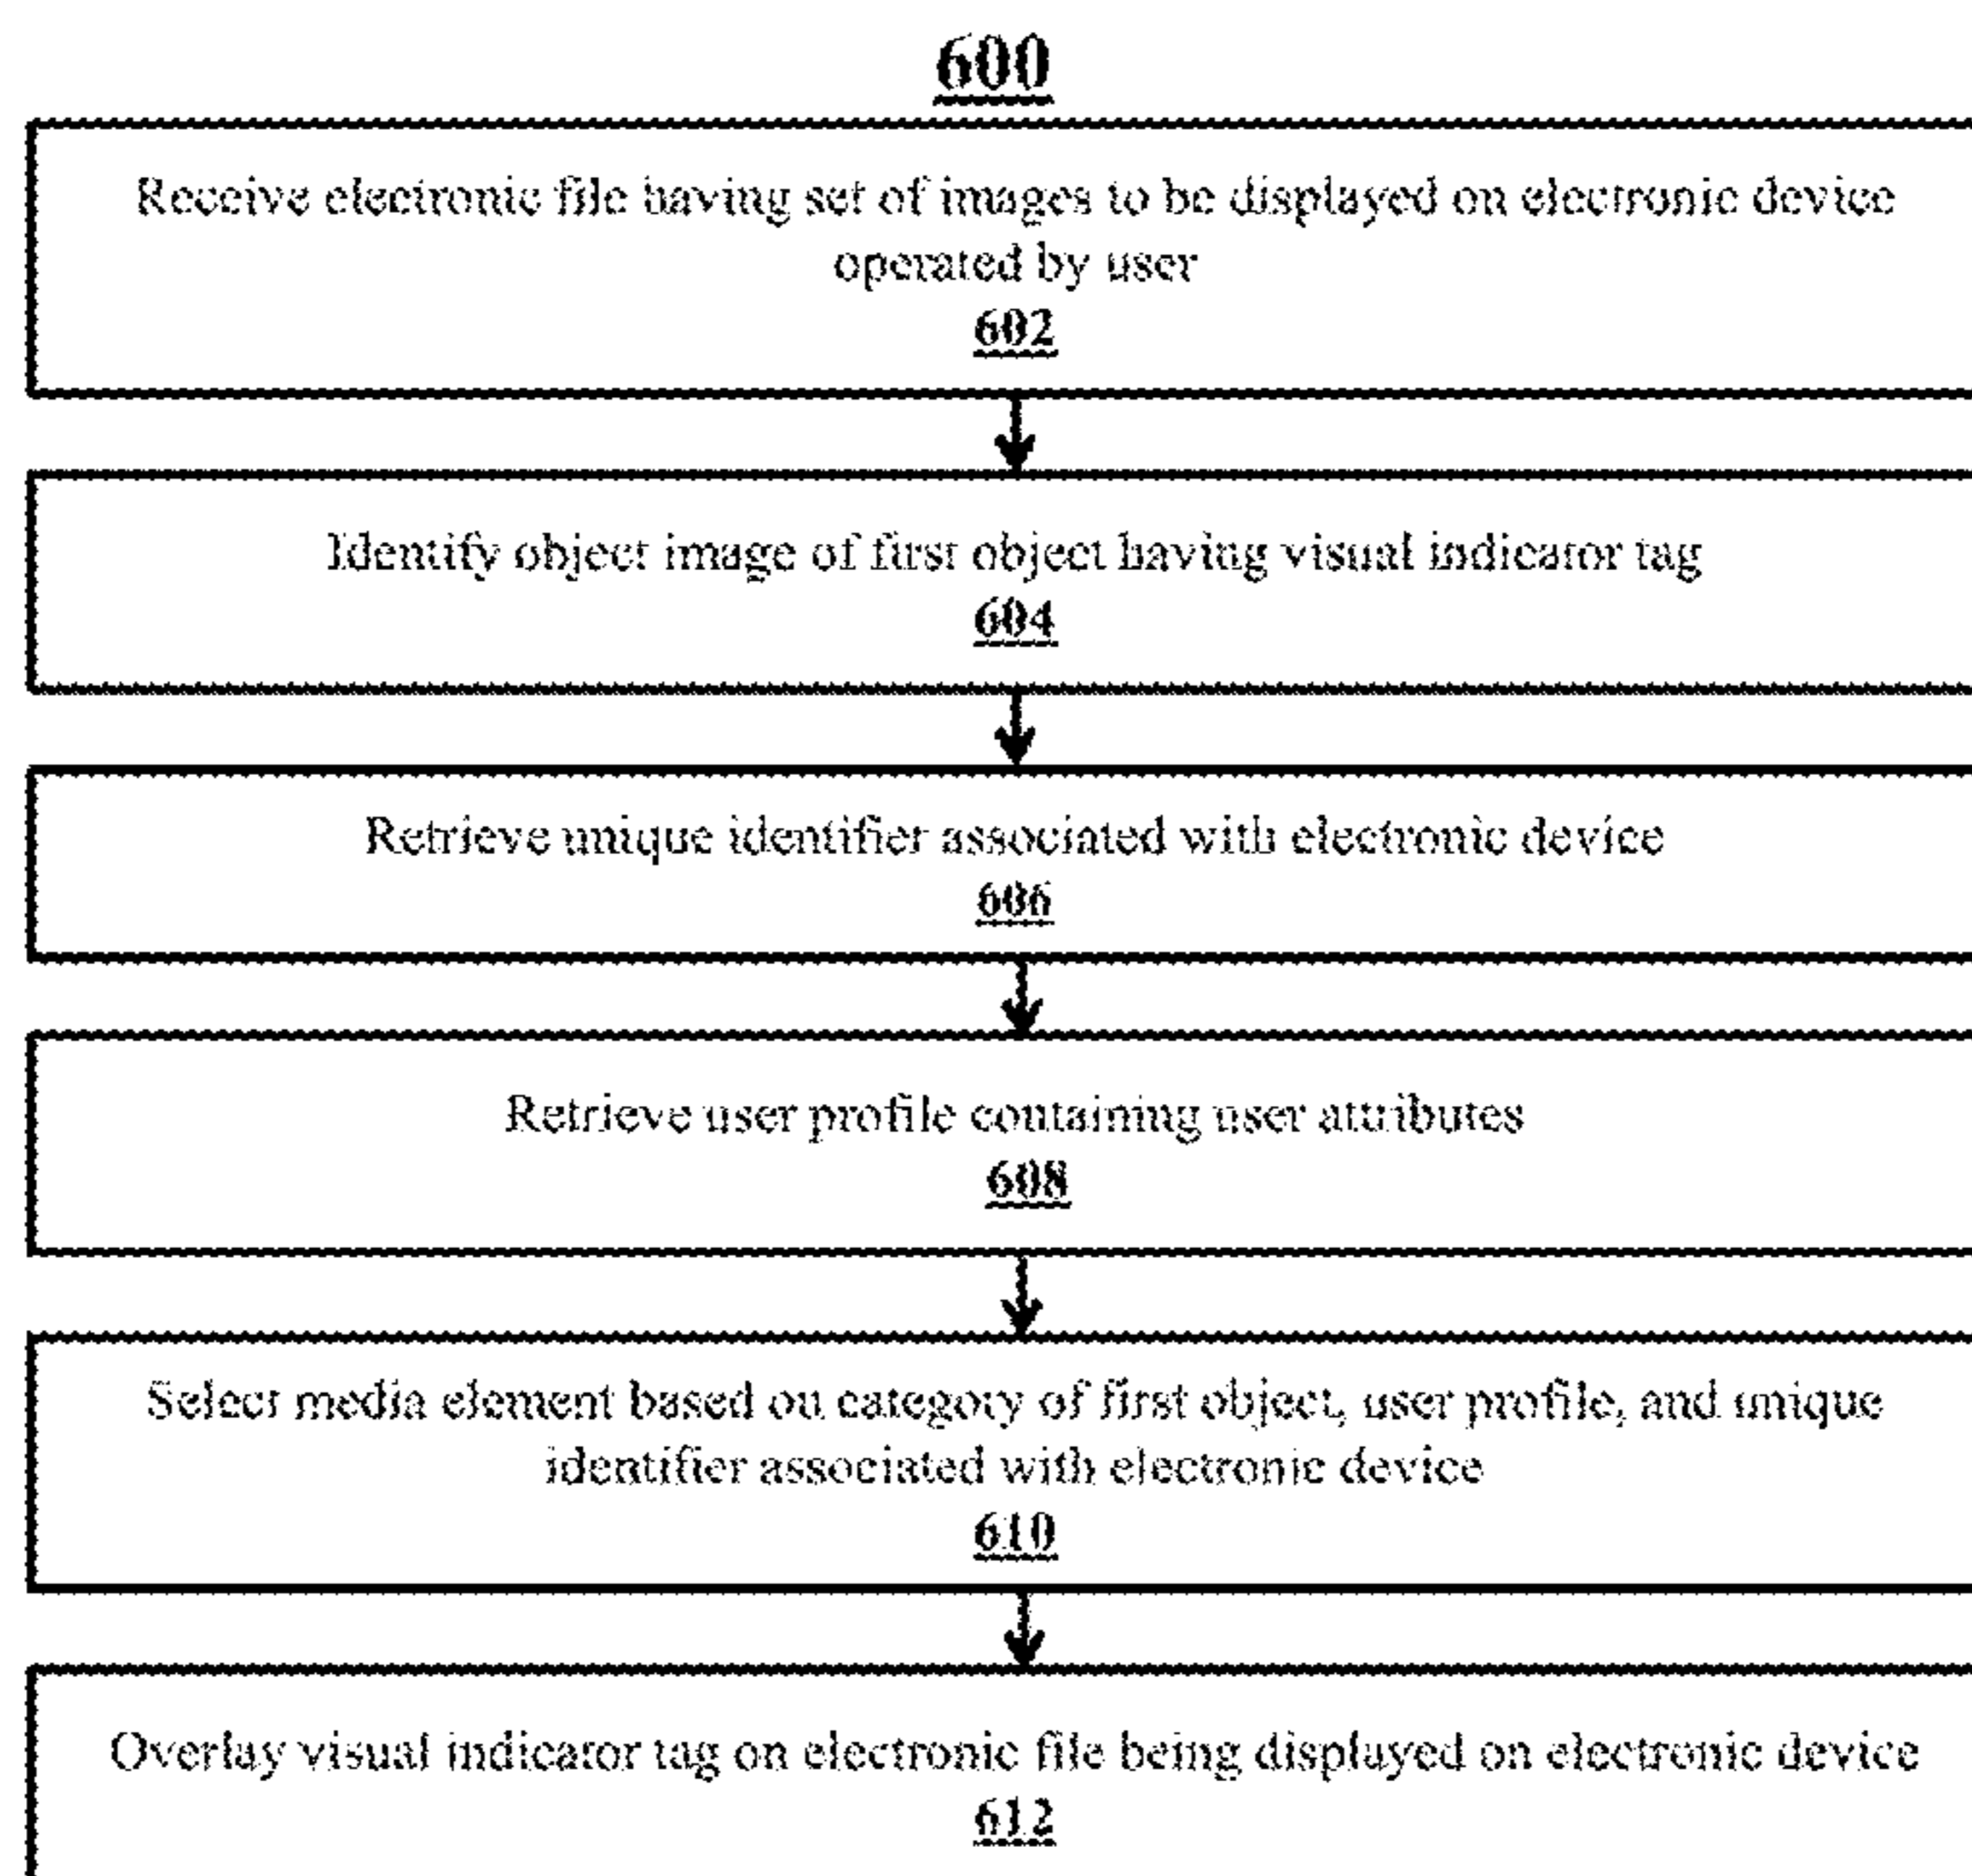 600
Receive electronic file having set of images to be displayed on electronic device
operated by user
602
Identify object image of first object having visual indicator tag
604
Retrieve unique identifier associated with electronic device
606
Retrieve user profile containing user attributes
608
Select media element based on category of first object, user profile, and unique
identifier associated with electronic device
610
Overlay visual indicator tag on electronic file being displayed on electronic device
612